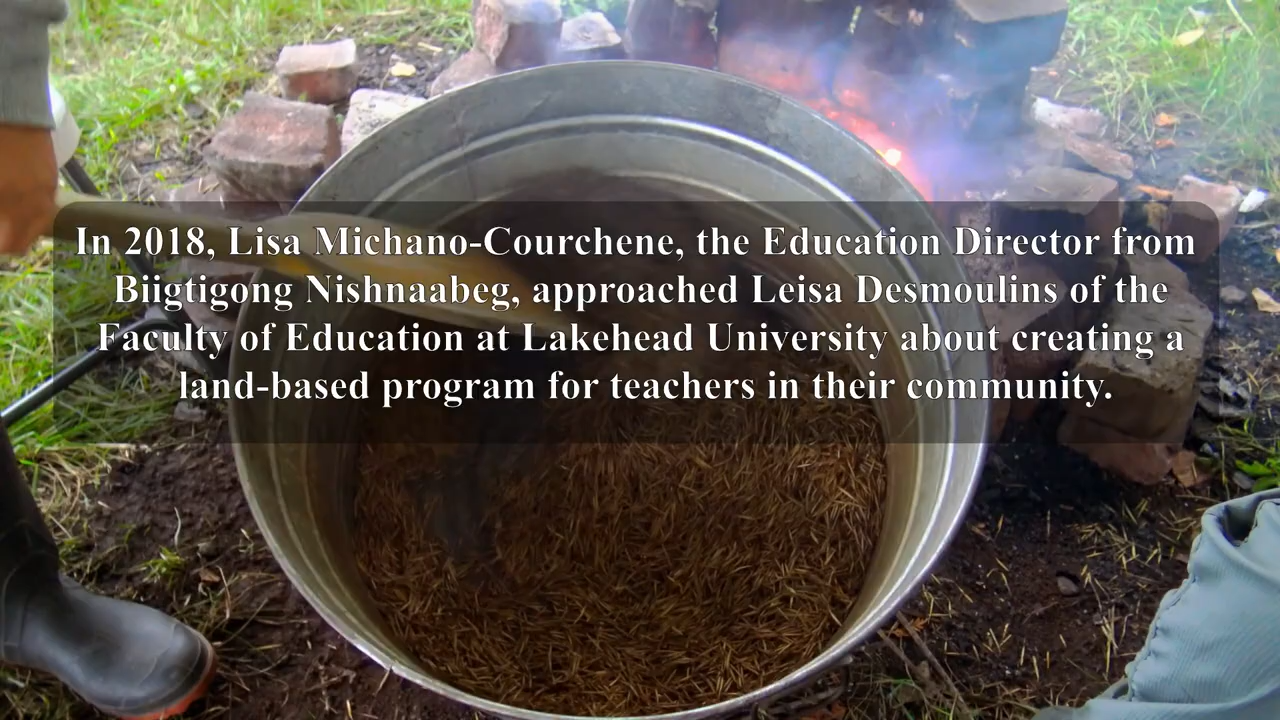 In 2018, Lisa Michano-Courchene, the Education Director from
Biigtigong Nishnaabeg, approached Leisa Desmoulins of the
Faculty of Education at Lakehead University about creating a
land-based program for teachers in their community.